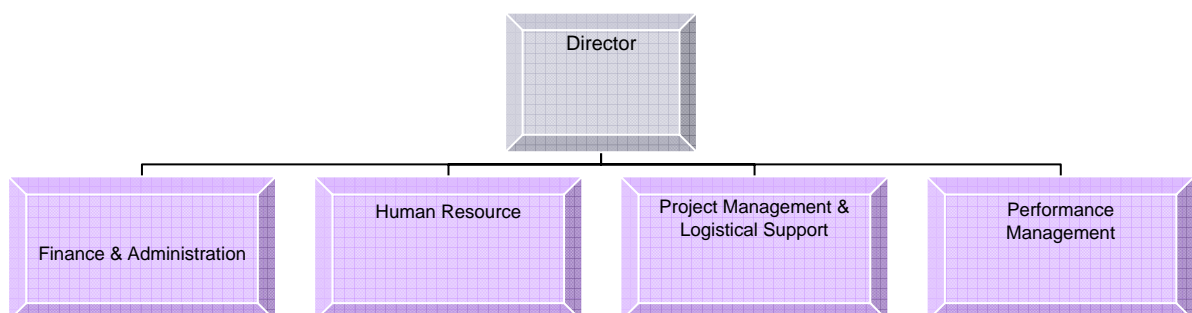 Director
Finance & Administration
Human Resource
Project Management &
Logistical Support
Performance
Management